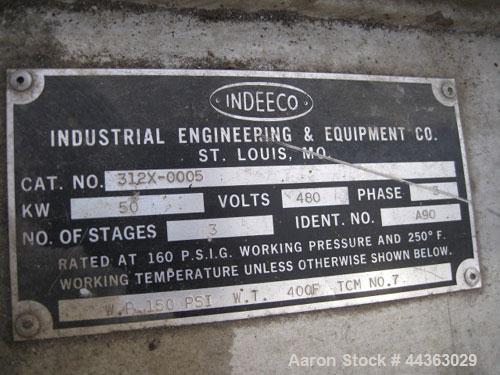 INDEECO
INDUSTRIAL ENGINEERING & EQUIPMENT CO.
ST. LOUIS, MO.
CAT. NO. 312X-0005
KW 50 VOLTS 480 PHASE 3
NO. OF STAGES 3 IDENT. NO. A90
RATED AT 160 P.S.I.G. WORKING PRESSURE AND 250° F.
WORKING TEMPERATURE UNLESS OTHERWISE SHOWN BELOW.
W.P. 150 PSI W.T. 400F TCM NO.7
Aaron Stock # 44363029